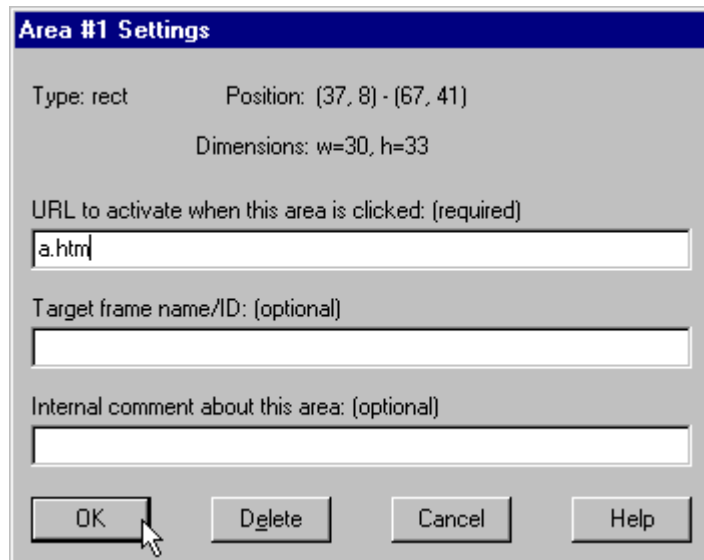 Area #1 Settings
Type: rect Position: (37, 8) - (67, 41)
Dimensions: w=30, h=33
URL to activate when this area is clicked: (required)
a.htm
Target frame name/ID: (optional)
Internal comment about this area: (optional)
OK Delete Cancel Help